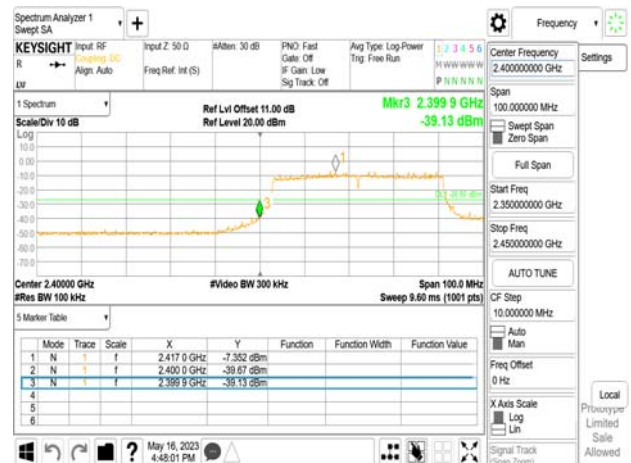 Spectrum Analyzer 1
Swept SA
Frequency
KEYSIGHT
Input: RF
Coupling: DC
Align: Auto
Input Z: 50 Ω
Freq Ref: Int (S)
#Atten: 30 dB
PNO: Fast
Gate: Off
IF Gain: Low
Sig Track: Off
Avg Type: Log-Power
Trig: Free Run
1 2 3 4 5 6
M W W W W W
P N N N N N
R
LXI
1 Spectrum
Scale/Div 10 dB
Log
Ref Lvl Offset 11.00 dB
Ref Level 20.00 dBm
Mkr3 2.399 9 GHz
-39.13 dBm
10.0
0.00
-10.0
-20.0
-30.0
-40.0
-50.0
-60.0
-70.0
1
3
Center 2.40000 GHz
#Res BW 100 kHz
#Video BW 300 kHz
Span 100.0 MHz
Sweep 9.60 ms (1001 pts)
5 Marker Table
Mode Trace Scale X Y Function Function Width Function Value
1 N 1 f 2.417 0 GHz -7.352 dBm
2 N 1 f 2.400 0 GHz -39.67 dBm
3 N 1 f 2.399 9 GHz -39.13 dBm
4
5
6
May 16, 2023
4:48:01 PM
Center Frequency
2.400000000 GHz
Settings
Span
100.000000 MHz
Swept Span
Zero Span
Full Span
Start Freq
2.350000000 GHz
Stop Freq
2.450000000 GHz
AUTO TUNE
CF Step
10.000000 MHz
Auto
Man
Freq Offset
0 Hz
X Axis Scale
Log
Lin
Signal Track
(Span Zoom)
Local
Prototype
Limited
Sale
Allowed